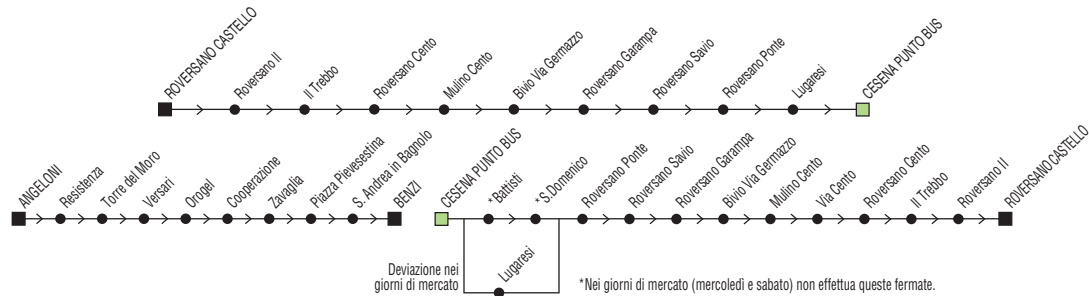 ROVERSANO CASTELLO
Roversano II
Il Trebbo
Roversano Cento
Mulino Cento
Bivio Via Germazzo
Roversano Garampa
Roversano Savio
Roversano Ponte
Lugaresi
CESENA PUNTO BUS
ANGELONI
Resistenza
Torre del Moro
Versari
Orogel
Cooperazione
Zavaglia
Piazza Pievesestina
S. Andrea in Bagnolo
BENZI
CESENA PUNTO BUS
*Battisti
*S.Domenico
Roversano Ponte
Roversano Savio
Roversano Garampa
Bivio Via Germazzo
Mulino Cento
Via Cento
Roversano Cento
Il Trebbo
Roversano II
ROVERSANO CASTELLO
Lugaresi
Deviazione nei
giorni di mercato
*Nei giorni di mercato (mercoledì e sabato) non effettua queste fermate.